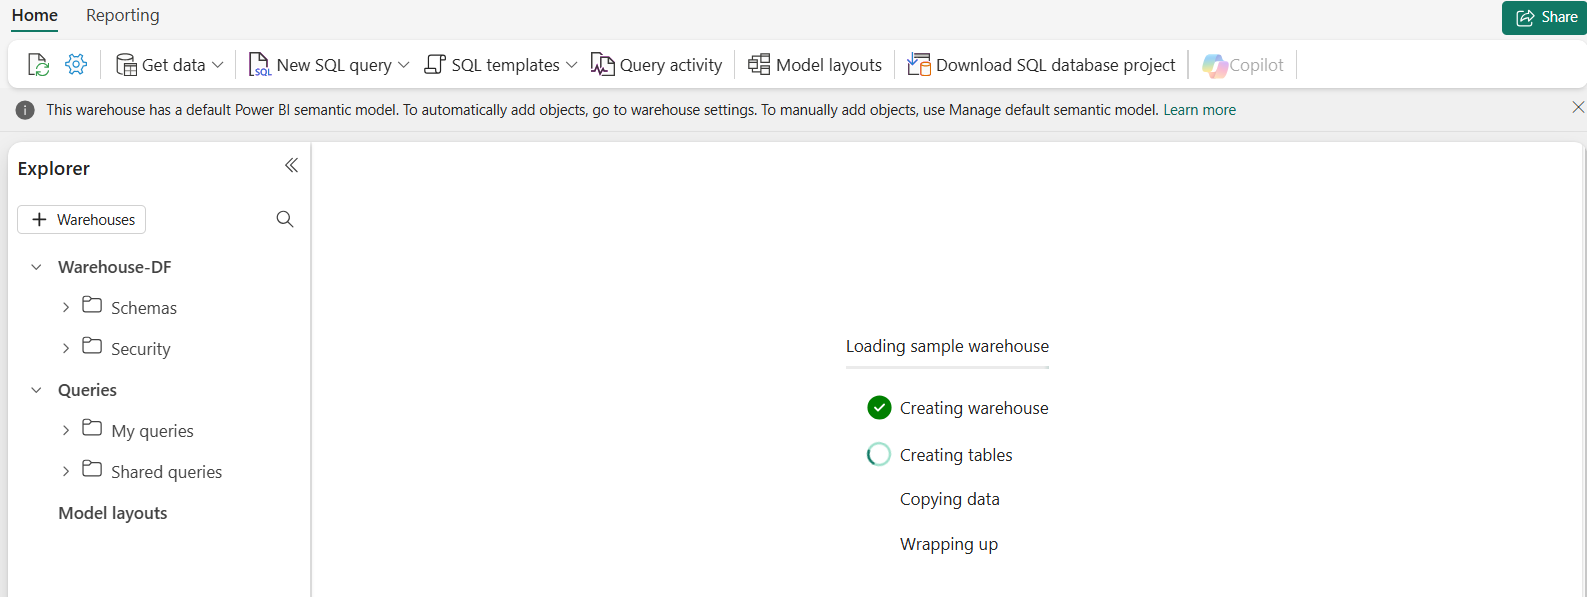 Home Reporting Share
Get data New SQL query SQL templates Query activity Model layouts Download SQL database project Copilot
This warehouse has a default Power BI semantic model. To automatically add objects, go to warehouse settings. To manually add objects, use Manage default semantic model. Learn more
Explorer
+ Warehouses
Warehouse-DF
Schemas
Security
Queries
My queries
Shared queries
Model layouts
Loading sample warehouse
Creating warehouse
Creating tables
Copying data
Wrapping up